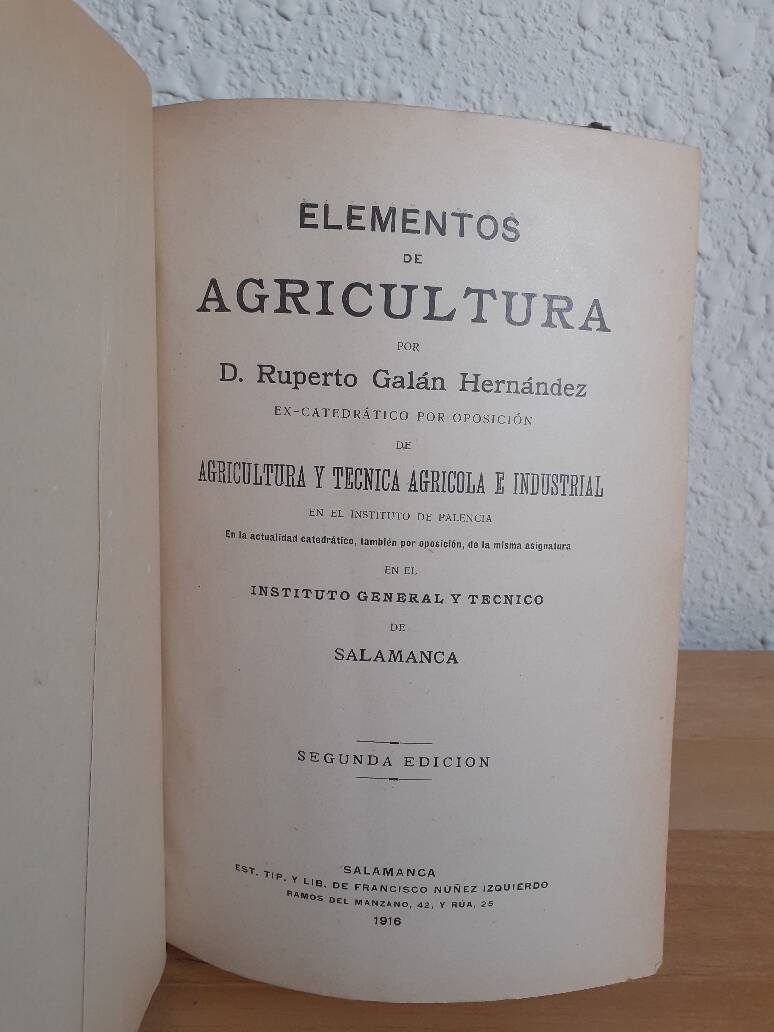 ELEMENTOS
DE
AGRICULTURA
POR
D. Ruperto Galán Hernández
EX-CATEDRÁTICO POR OPOSICIÓN
DE
AGRICULTURA Y TECNICA AGRICOLA E INDUSTRIAL
EN EL INSTITUTO DE PALENCIA
En la actualidad catedrático, también por oposición, de la misma asignatura
EN EL
INSTITUTO GENERAL Y TECNICO
DE
SALAMANCA
SEGUNDA EDICION
SALAMANCA
EST. TIP. Y LIB. DE FRANCISCO NÚÑEZ IZQUIERDO
RAMOS DEL MANZANO, 42, Y RÚA, 25
1916